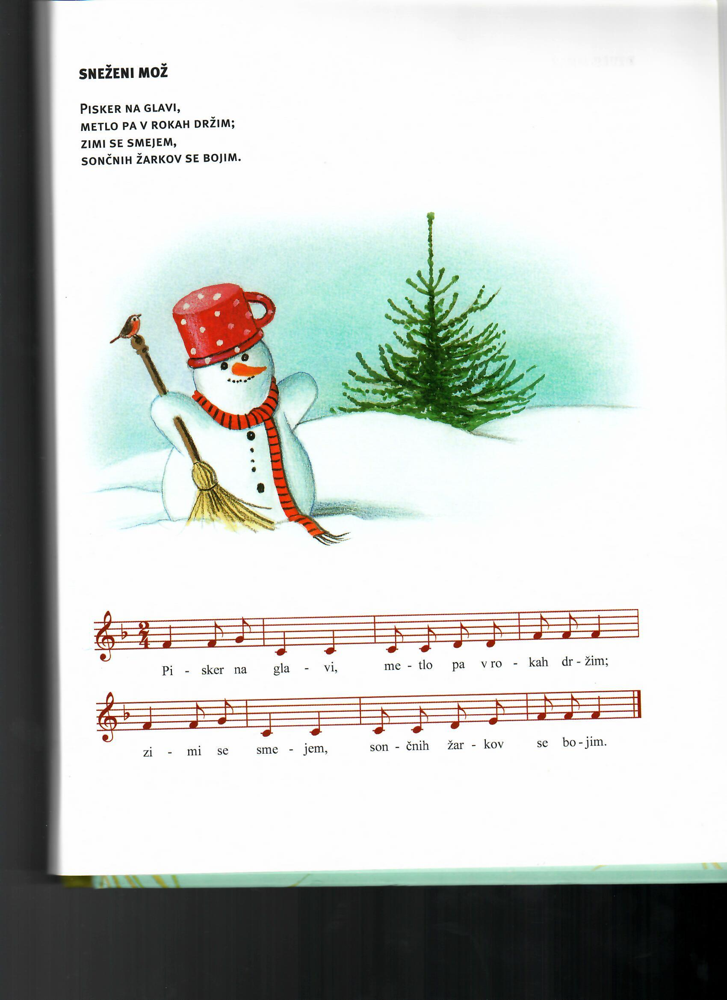 SNEŽENI MOŽ
PISKER NA GLAVI,
METLO PA V ROKAH DRŽIM;
ZIMI SE SMEJEM,
SONČNIH ŽARKOV SE BOJIM.
2
4
Pi - sker na gla - vi, me - tlo pa v ro - kah dr - žim;
zi - mi se sme - jem, son - čnih žar - kov se bo - jim.